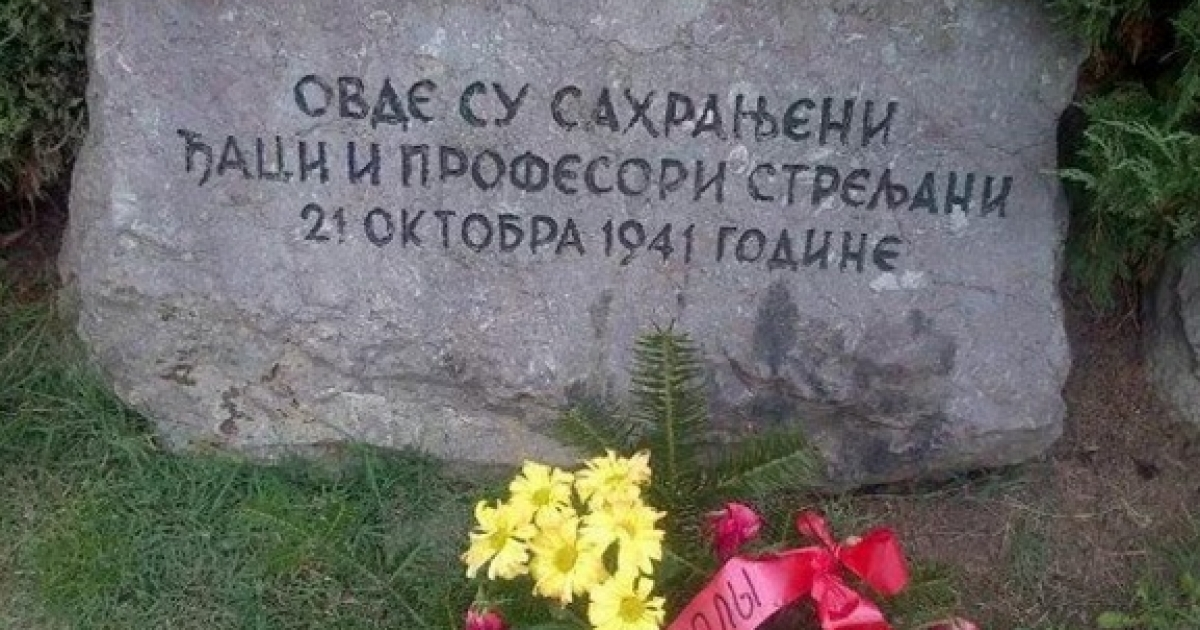 ОВДЕ СУ САХРАЊЕНИ
ЂАЦИ И ПРОФЕСОРИ СТРЕЉАНИ
21 ОКТОБРА 1941 ГОДИНЕ